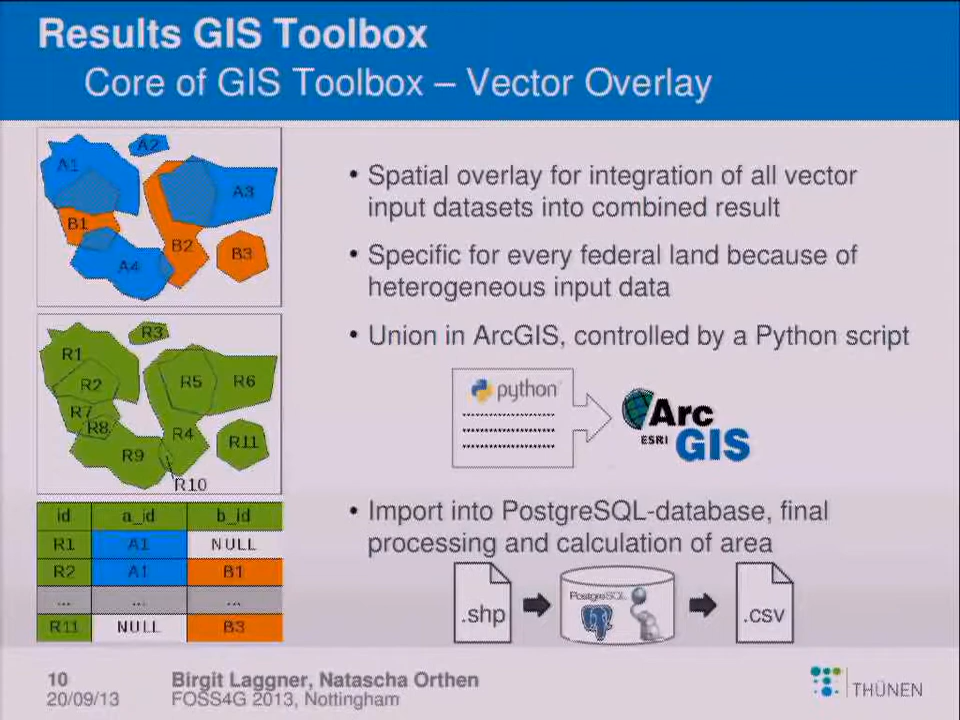 Results GIS Toolbox
Core of GIS Toolbox – Vector Overlay
A1
A2
A3
B1
B2
B3
A4
• Spatial overlay for integration of all vector
input datasets into combined result
• Specific for every federal land because of
heterogeneous input data
• Union in ArcGIS, controlled by a Python script
R1
R3
R2
R5
R6
R7
R8
R4
R11
R9
R10
python
Arc
ESRI GIS
id a_id b_id
R1 A1 NULL
R2 A1 B1
... ... ...
R11 NULL B3
• Import into PostgreSQL-database, final
processing and calculation of area
.shp
PostgreSQL
.csv
10 Birgit Laggner, Natascha Orthen
20/09/13 FOSS4G 2013, Nottingham
THÜNEN